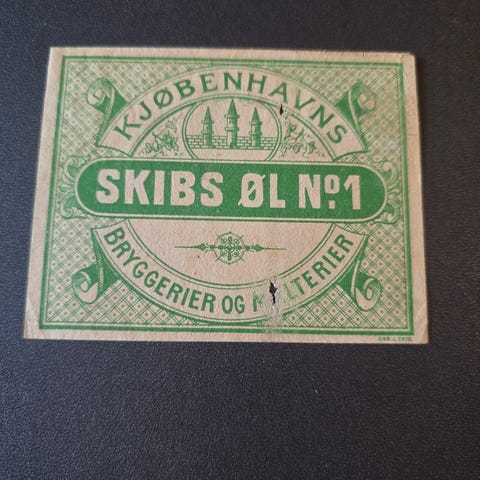 KJØBENHAVNS
SKIBS ØL Nº1
BRYGGERIER OG